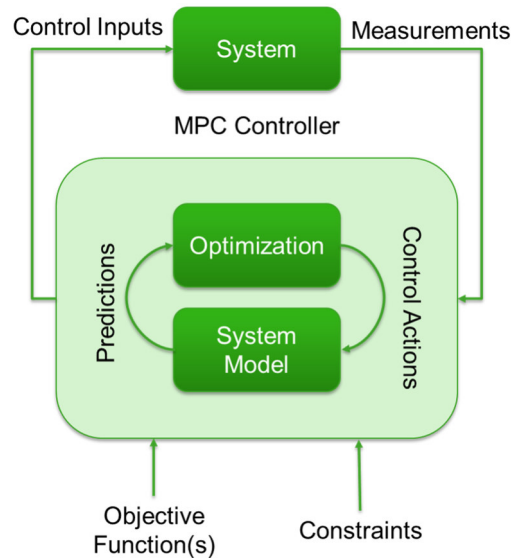 Control Inputs
System
Measurements
MPC Controller
Predictions
Optimization
Control Actions
System
Model
Objective
Function(s)
Constraints